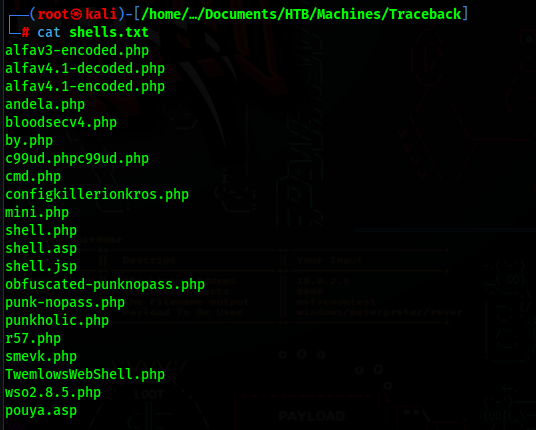 ┌──(root㉿kali)-[/home/…/Documents/HTB/Machines/Traceback]
└─# cat shells.txt
alfav3-encoded.php
alfav4.1-decoded.php
alfav4.1-encoded.php
andela.php
bloodsecv4.php
by.php
c99ud.phpc99ud.php
cmd.php
configkillerionkros.php
mini.php
shell.php
shell.asp
shell.jsp
obfuscated-punknopass.php
punk-nopass.php
punkholic.php
r57.php
smevk.php
TwemlowsWebShell.php
wso2.8.5.php
pouya.asp
PAYLOAD